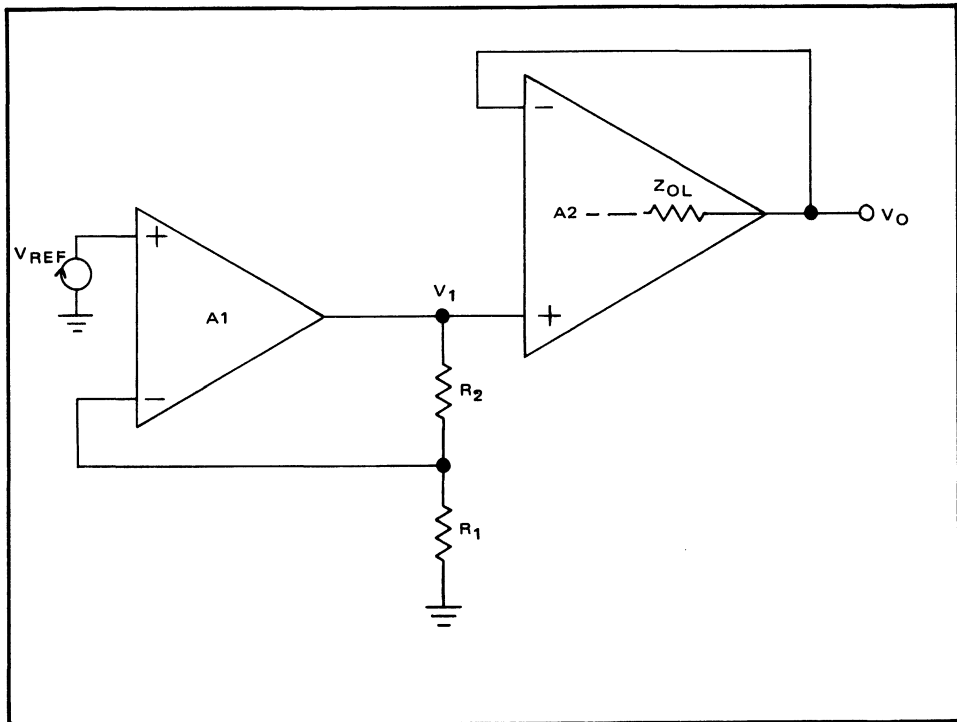 −
Z_OL
A2
V_O
+
V_REF
+
A1
V_1
−
R_2
R_1